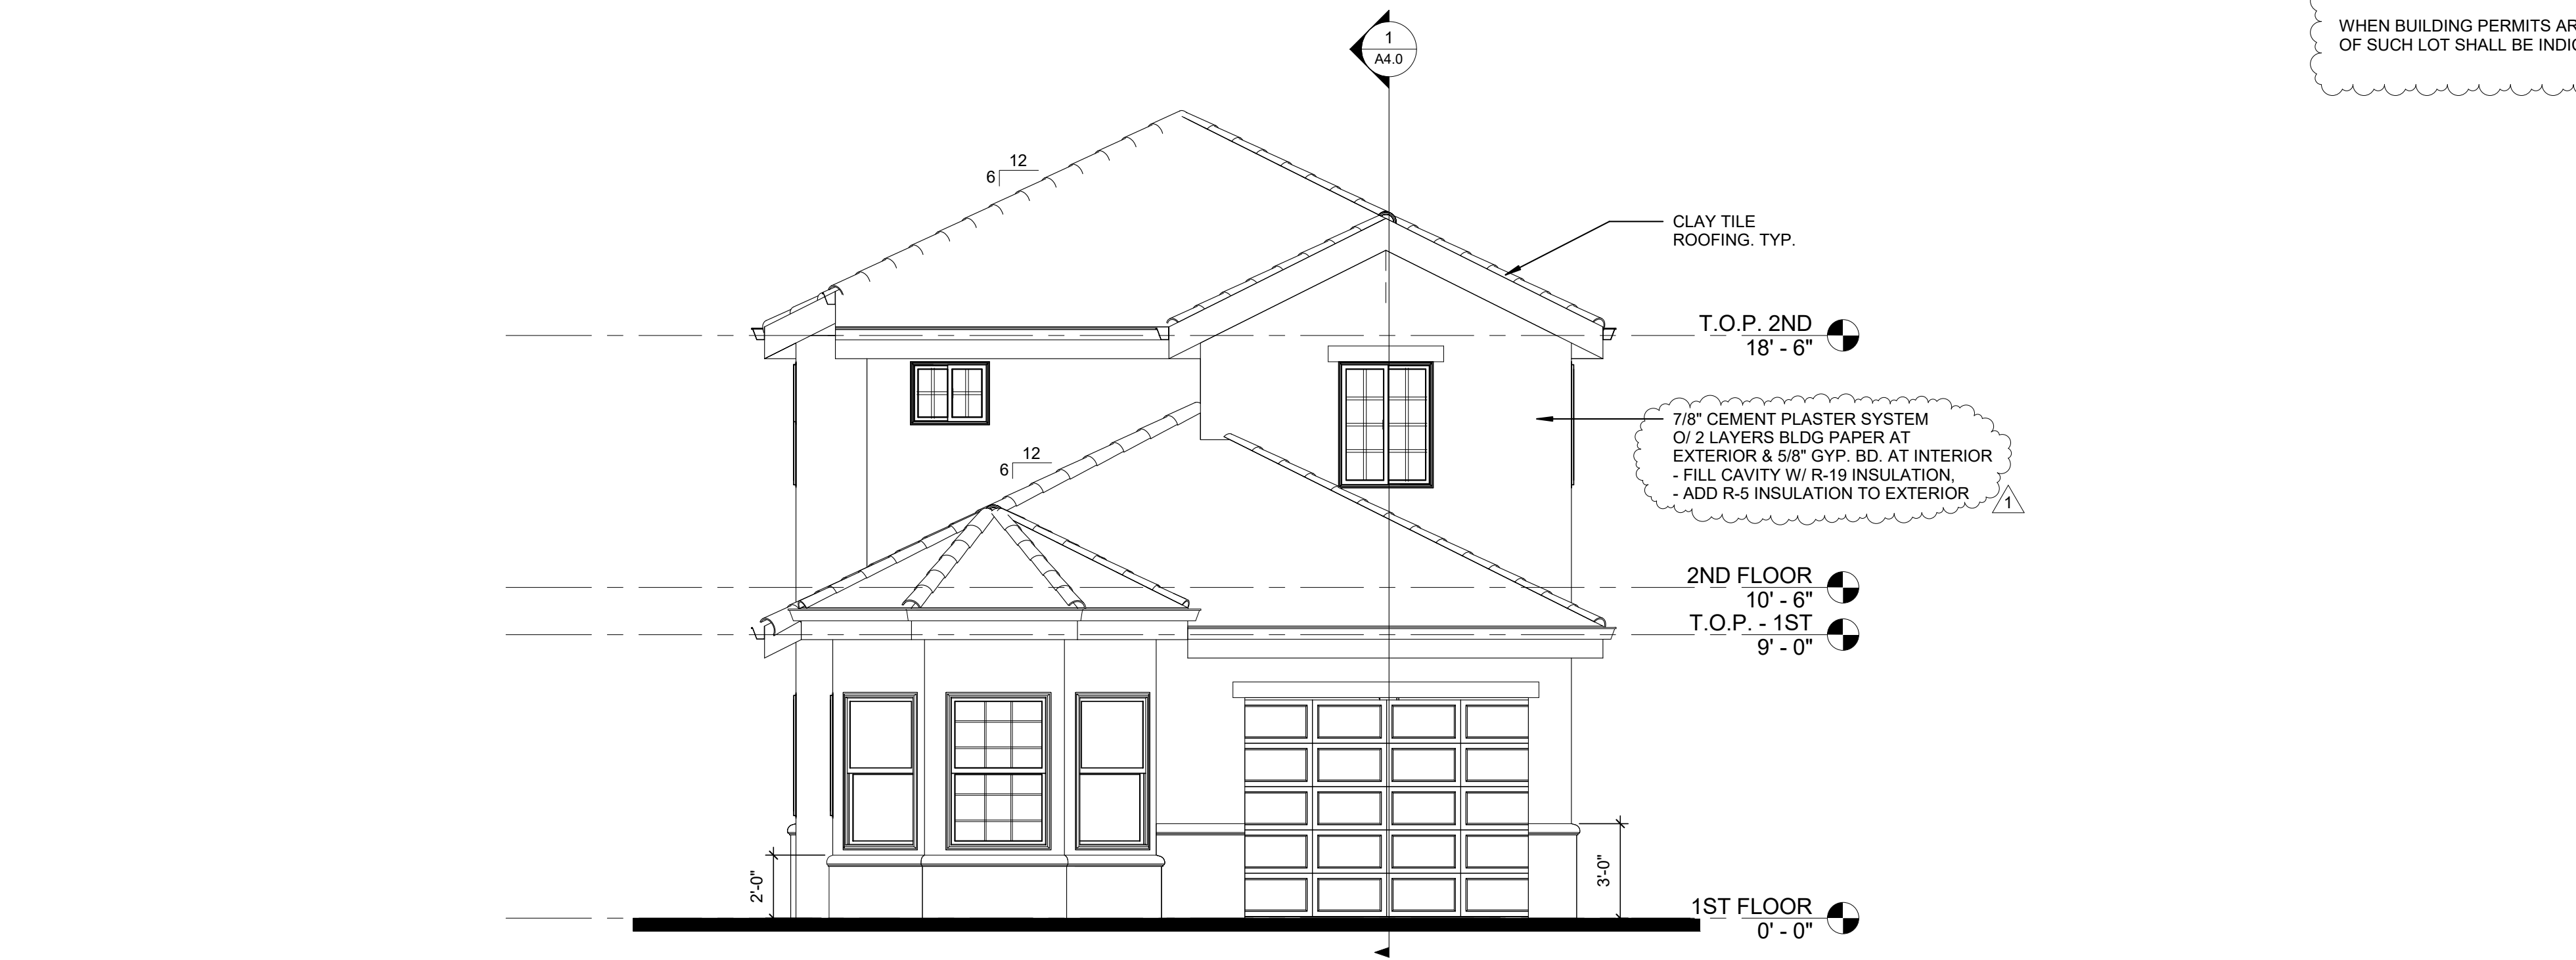 WHEN BUILDING PERMITS AR
OF SUCH LOT SHALL BE INDI
1
A4.0
12
6
CLAY TILE
ROOFING. TYP.
T.O.P. 2ND
18' - 6"
7/8" CEMENT PLASTER SYSTEM
O/ 2 LAYERS BLDG PAPER AT
EXTERIOR & 5/8" GYP. BD. AT INTERIOR
- FILL CAVITY W/ R-19 INSULATION,
- ADD R-5 INSULATION TO EXTERIOR
1
12
6
2ND FLOOR
10' - 6"
T.O.P. - 1ST
9' - 0"
2'-0"
3'-0"
1ST FLOOR
0' - 0"